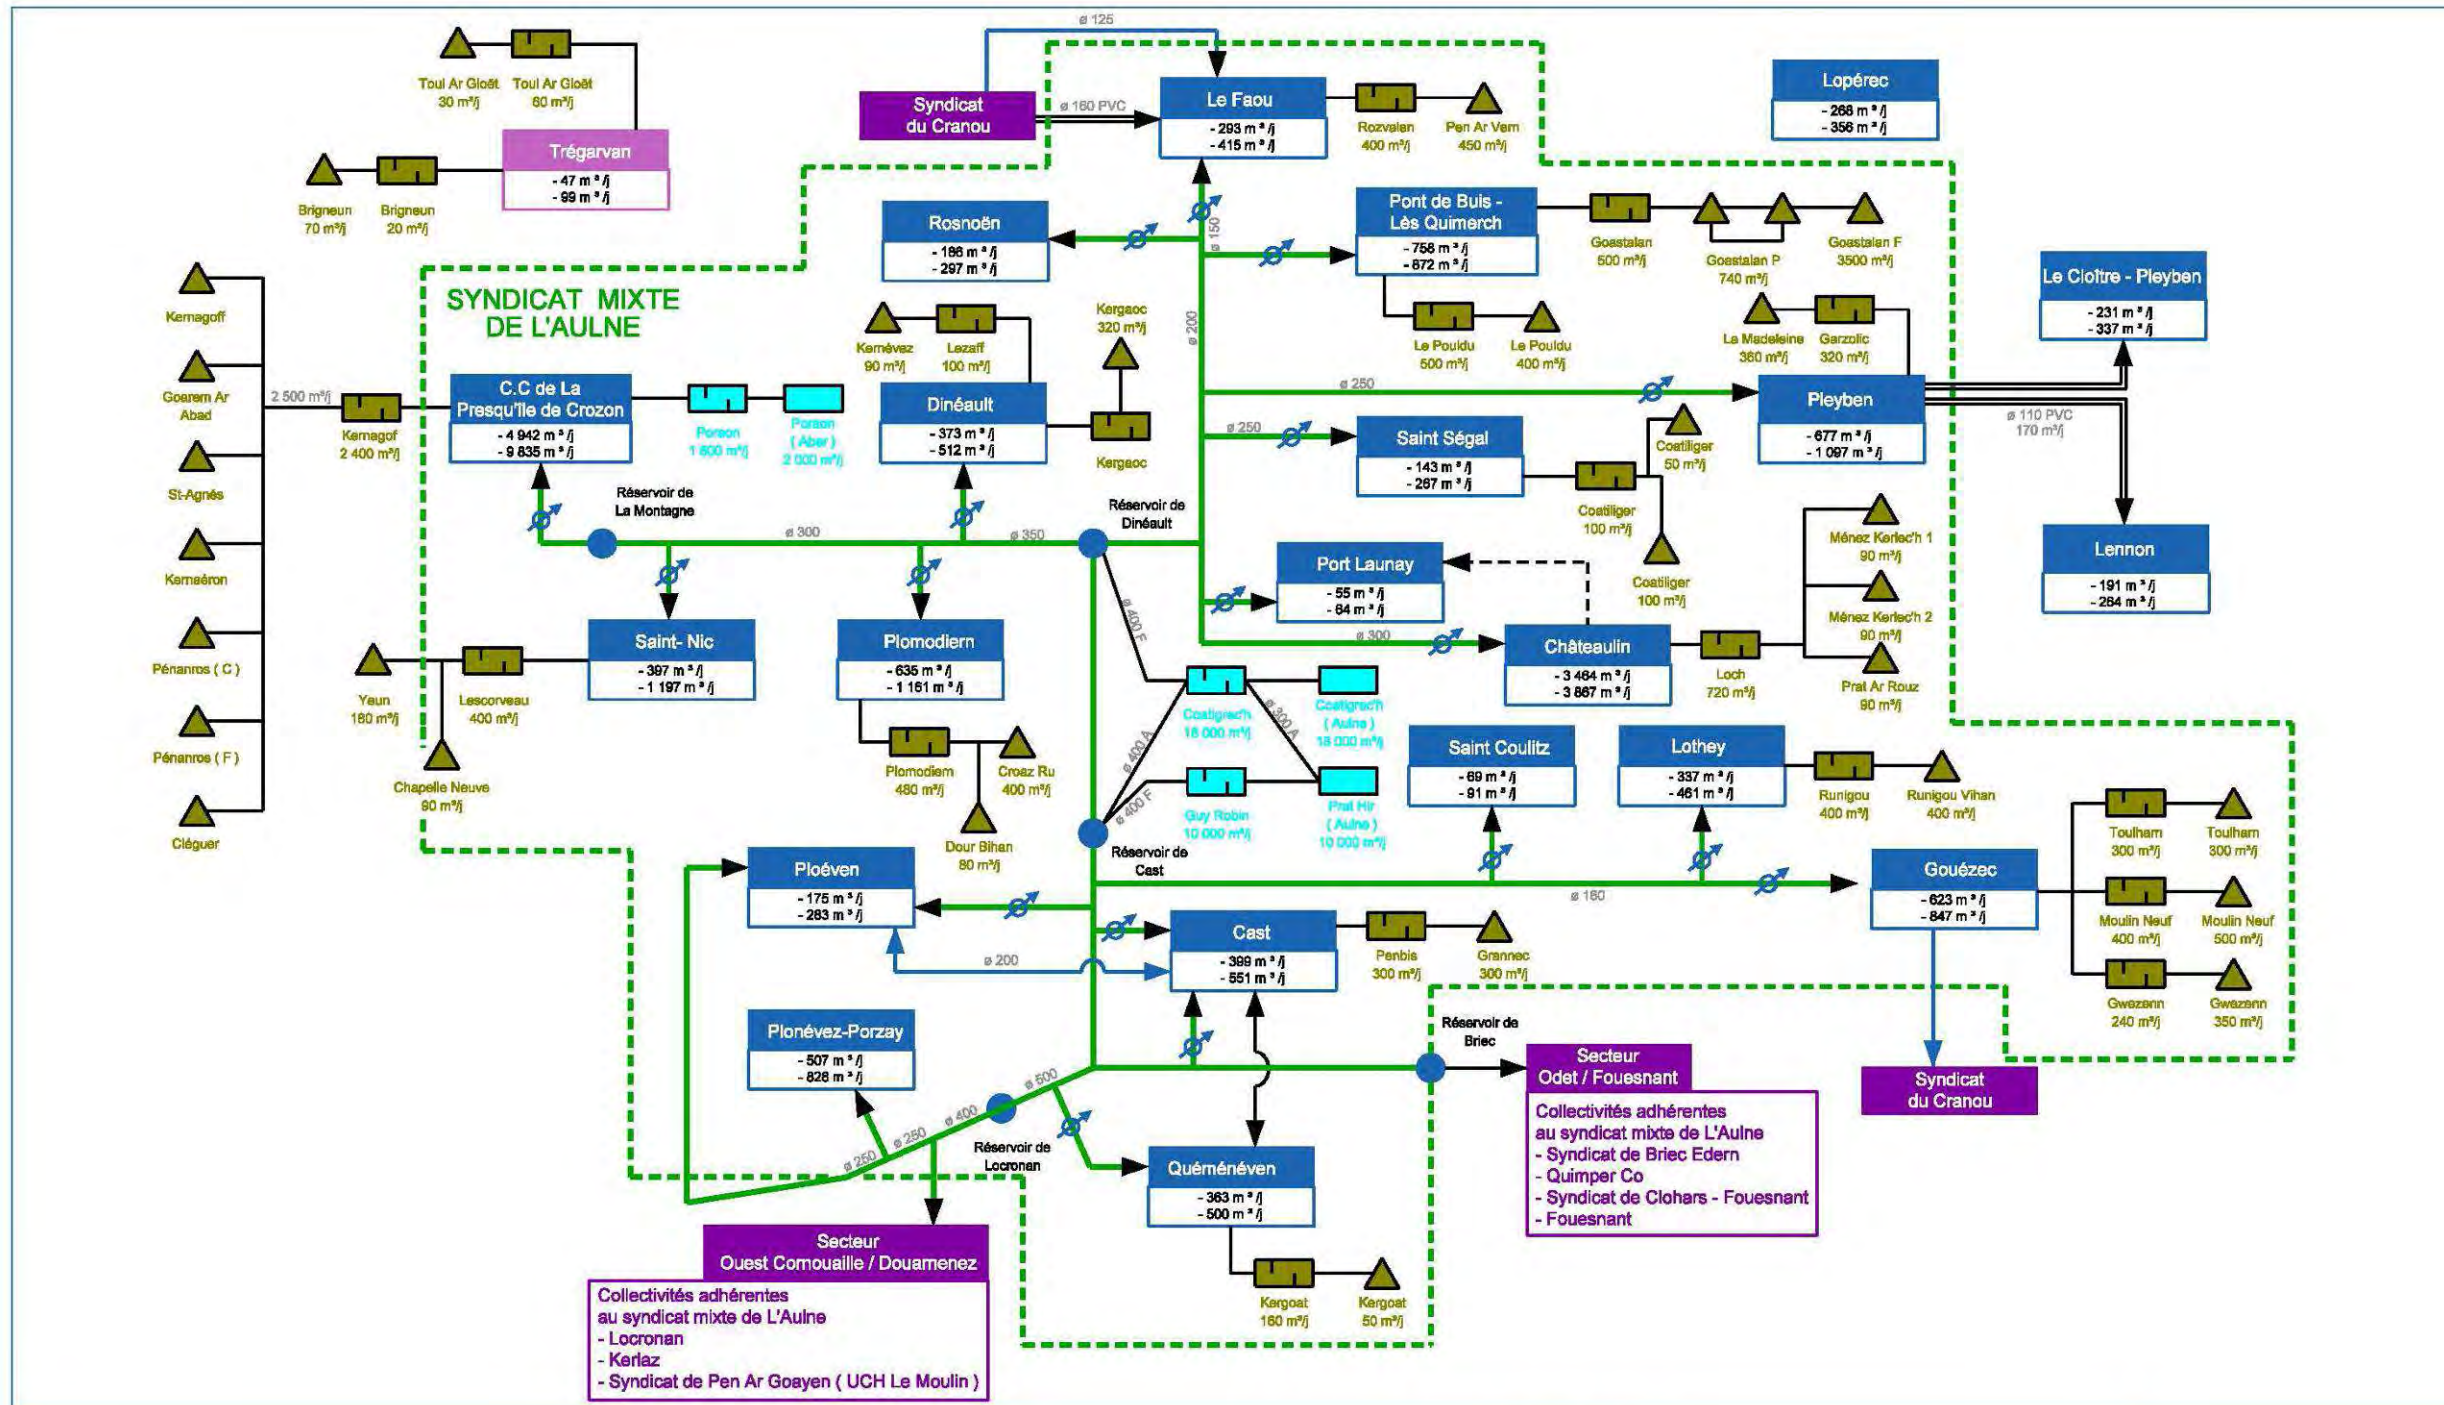 ø 125
Toul Ar Gloët
30 m³/j
Toul Ar Gloët
60 m³/j
Trégarvan
- 47 m³/j
- 99 m³/j
Brigneun
70 m³/j
Brigneun
20 m³/j
Syndicat
du Cranou
ø 160 PVC
Le Faou
- 293 m³/j
- 415 m³/j
Rozvalen
400 m³/j
Pen Ar Vern
450 m³/j
Lopérec
- 268 m³/j
- 356 m³/j
Rosnoën
- 186 m³/j
- 297 m³/j
ø 150
Pont de Buis -
Lès Quimerch
- 758 m³/j
- 872 m³/j
Goastalan
500 m³/j
Goastalan P
740 m³/j
Goastalan F
3500 m³/j
Le Pouldu
500 m³/j
Le Pouldu
400 m³/j
SYNDICAT MIXTE
DE L'AULNE
Kernagoff
Goarem Ar
Abad
St-Agnès
Kernaéron
Pénanros ( C )
Pénanros ( F )
Cléguer
2 500 m³/j
Kernagof
2 400 m³/j
C.C de La
Presqu'île de Crozon
- 4 942 m³/j
- 9 835 m³/j
Poraon
1 800 m³/j
Poraon
( Aber )
2 000 m³/j
Kernévez
90 m³/j
Lezaff
100 m³/j
Kergaoc
320 m³/j
Dinéault
- 373 m³/j
- 512 m³/j
Kergaoc
ø 200
ø 250
La Madeleine
360 m³/j
Garzolic
320 m³/j
Pleyben
- 677 m³/j
- 1 097 m³/j
Le Cloître - Pleyben
- 231 m³/j
- 337 m³/j
ø 110 PVC
170 m³/j
Lennon
- 191 m³/j
- 264 m³/j
ø 250
Saint Ségal
- 143 m³/j
- 267 m³/j
Coatiliger
50 m³/j
Coatiliger
100 m³/j
Coatiliger
100 m³/j
Réservoir de
La Montagne
ø 300
ø 350
Réservoir de
Dinéault
Port Launay
- 55 m³/j
- 64 m³/j
ø 300
Châteaulin
- 3 464 m³/j
- 3 867 m³/j
Loch
720 m³/j
Ménez Kerlec'h 1
90 m³/j
Ménez Kerlec'h 2
90 m³/j
Prat Ar Rouz
90 m³/j
Saint- Nic
- 397 m³/j
- 1 197 m³/j
Yeun
180 m³/j
Lescorveau
400 m³/j
Chapelle Neuve
90 m³/j
Plomodiern
- 635 m³/j
- 1 161 m³/j
Plomodiern
480 m³/j
Croaz Ru
400 m³/j
Dour Bihan
80 m³/j
ø 400 F
Coatigrec'h
18 000 m³/j
Coatigrec'h
( Aulne )
18 000 m³/j
ø 400 A
ø 300 A
ø 400 F
Guy Robin
10 000 m³/j
Prat Hir
( Aulne )
10 000 m³/j
Réservoir de
Cast
Saint Coulitz
- 69 m³/j
- 91 m³/j
Lothey
- 337 m³/j
- 461 m³/j
Runigou
400 m³/j
Runigou Vihan
400 m³/j
ø 160
Gouézec
- 623 m³/j
- 847 m³/j
Toulham
300 m³/j
Toulham
300 m³/j
Moulin Neuf
400 m³/j
Moulin Neuf
500 m³/j
Gwezenn
240 m³/j
Gwezenn
350 m³/j
Ploéven
- 175 m³/j
- 283 m³/j
ø 200
Cast
- 399 m³/j
- 551 m³/j
Penbis
300 m³/j
Grannec
300 m³/j
Plonévez-Porzay
- 507 m³/j
- 828 m³/j
ø 500
ø 400
ø 250
ø 250
Réservoir de
Locronan
Réservoir de
Briec
Secteur
Odet / Fouesnant
Collectivités adhérentes
au syndicat mixte de L'Aulne
- Syndicat de Briec Edern
- Quimper Co
- Syndicat de Clohars - Fouesnant
- Fouesnant
Syndicat
du Cranou
Quéménéven
- 363 m³/j
- 500 m³/j
Kergoat
160 m³/j
Kergoat
50 m³/j
Secteur
Ouest Cornouaille / Douarnenez
Collectivités adhérentes
au syndicat mixte de L'Aulne
- Locronan
- Kerlaz
- Syndicat de Pen Ar Goayen ( UCH Le Moulin )